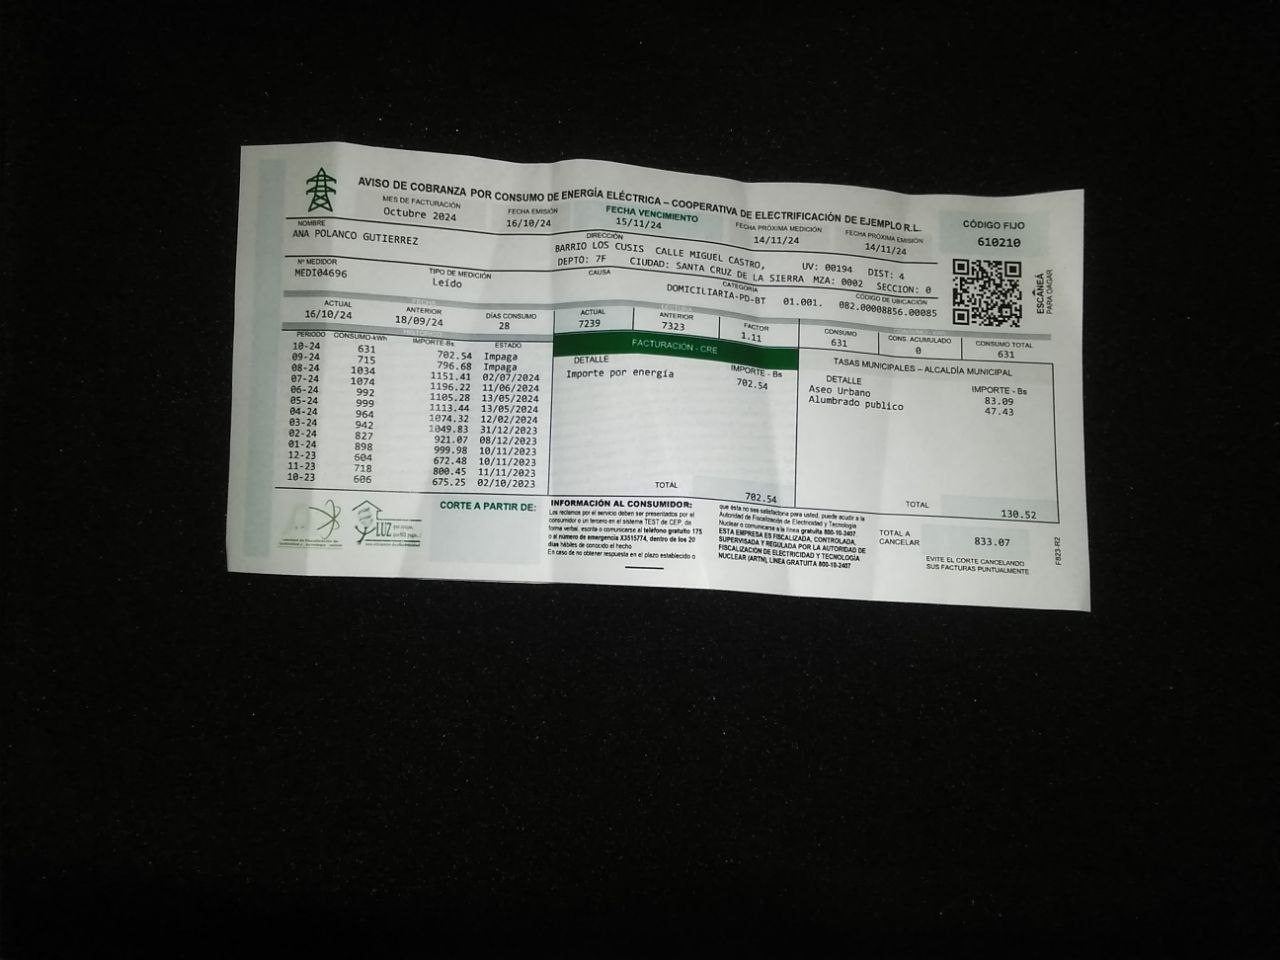 AVISO DE COBRANZA POR CONSUMO DE ENERGÍA ELÉCTRICA – COOPERATIVA DE ELECTRIFICACIÓN DE EJEMPLO R.L.
MES DE FACTURACIÓN
Octubre 2024
FECHA EMISIÓN
16/10/24
FECHA VENCIMIENTO
15/11/24
FECHA PRÓXIMA MEDICIÓN
14/11/24
FECHA PRÓXIMA EMISIÓN
14/11/24
CÓDIGO FIJO
610210
NOMBRE
ANA POLANCO GUTIERREZ
DIRECCIÓN
BARRIO LOS CUSIS CALLE MIGUEL CASTRO, UV: 00194 DIST: 4
DEPTO: 7F CIUDAD: SANTA CRUZ DE LA SIERRA MZA: 0002 SECCION: 0
ESCANEÁ
PARA PAGAR
Nº MEDIDOR
MEDI04696
TIPO DE MEDICIÓN
Leído
CAUSA
CATEGORIA
DOMICILIARIA-PD-BT
CÓDIGO DE UBICACIÓN
01.001. 082.00008856.00085
FECHA
ACTUAL
16/10/24
ANTERIOR
18/09/24
DÍAS CONSUMO
28
ACTUAL
7239
ANTERIOR
7323
FACTOR
1.11
CONSUMO
631
CONS. ACUMULADO
0
CONSUMO TOTAL
631
PERÍODO CONSUMO-kWh IMPORTE-Bs ESTADO
10-24 631 702.54 Impaga
09-24 715 796.68 Impaga
08-24 1034 1151.41 02/07/2024
07-24 1074 1196.22 11/06/2024
06-24 992 1105.28 13/05/2024
05-24 999 1113.44 13/05/2024
04-24 964 1074.32 12/02/2024
03-24 942 1049.83 31/12/2023
02-24 827 921.07 08/12/2023
01-24 898 999.98 10/11/2023
12-23 604 672.48 10/11/2023
11-23 718 800.45 11/11/2023
10-23 606 675.25 02/10/2023
FACTURACIÓN - CRE
DETALLE IMPORTE - Bs
Importe por energía 702.54
TOTAL 702.54
TASAS MUNICIPALES – ALCALDÍA MUNICIPAL
DETALLE IMPORTE - Bs
Aseo Urbano 83.09
Alumbrado publico 47.43
TOTAL 130.52
LUZ
CORTE A PARTIR DE:
INFORMACIÓN AL CONSUMIDOR:
Los reclamos por el servicio deben ser presentados por el
consumidor o un tercero en el sistema TEST de CEP, de
forma verbal, escrita o comunicarse al teléfono gratuito 175
o al número de emergencia X3515774, dentro de los 20
días hábiles de conocido el hecho
En caso de no obtener respuesta en el plazo establecido o
que ésta no sea satisfactoria para usted, puede acudir a la
Autoridad de Fiscalización de Electricidad y Tecnología
Nuclear o comunicarse a la línea gratuita 800-10-2407
ESTA EMPRESA ES FISCALIZADA, CONTROLADA,
SUPERVISADA Y REGULADA POR LA AUTORIDAD DE
FISCALIZACIÓN DE ELECTRICIDAD Y TECNOLOGÍA
NUCLEAR (ARTN), LINEA GRATUITA 800-10-2407
TOTAL A
CANCELAR
833.07
EVITE EL CORTE CANCELANDO
SUS FACTURAS PUNTUALMENTE
F823-R2